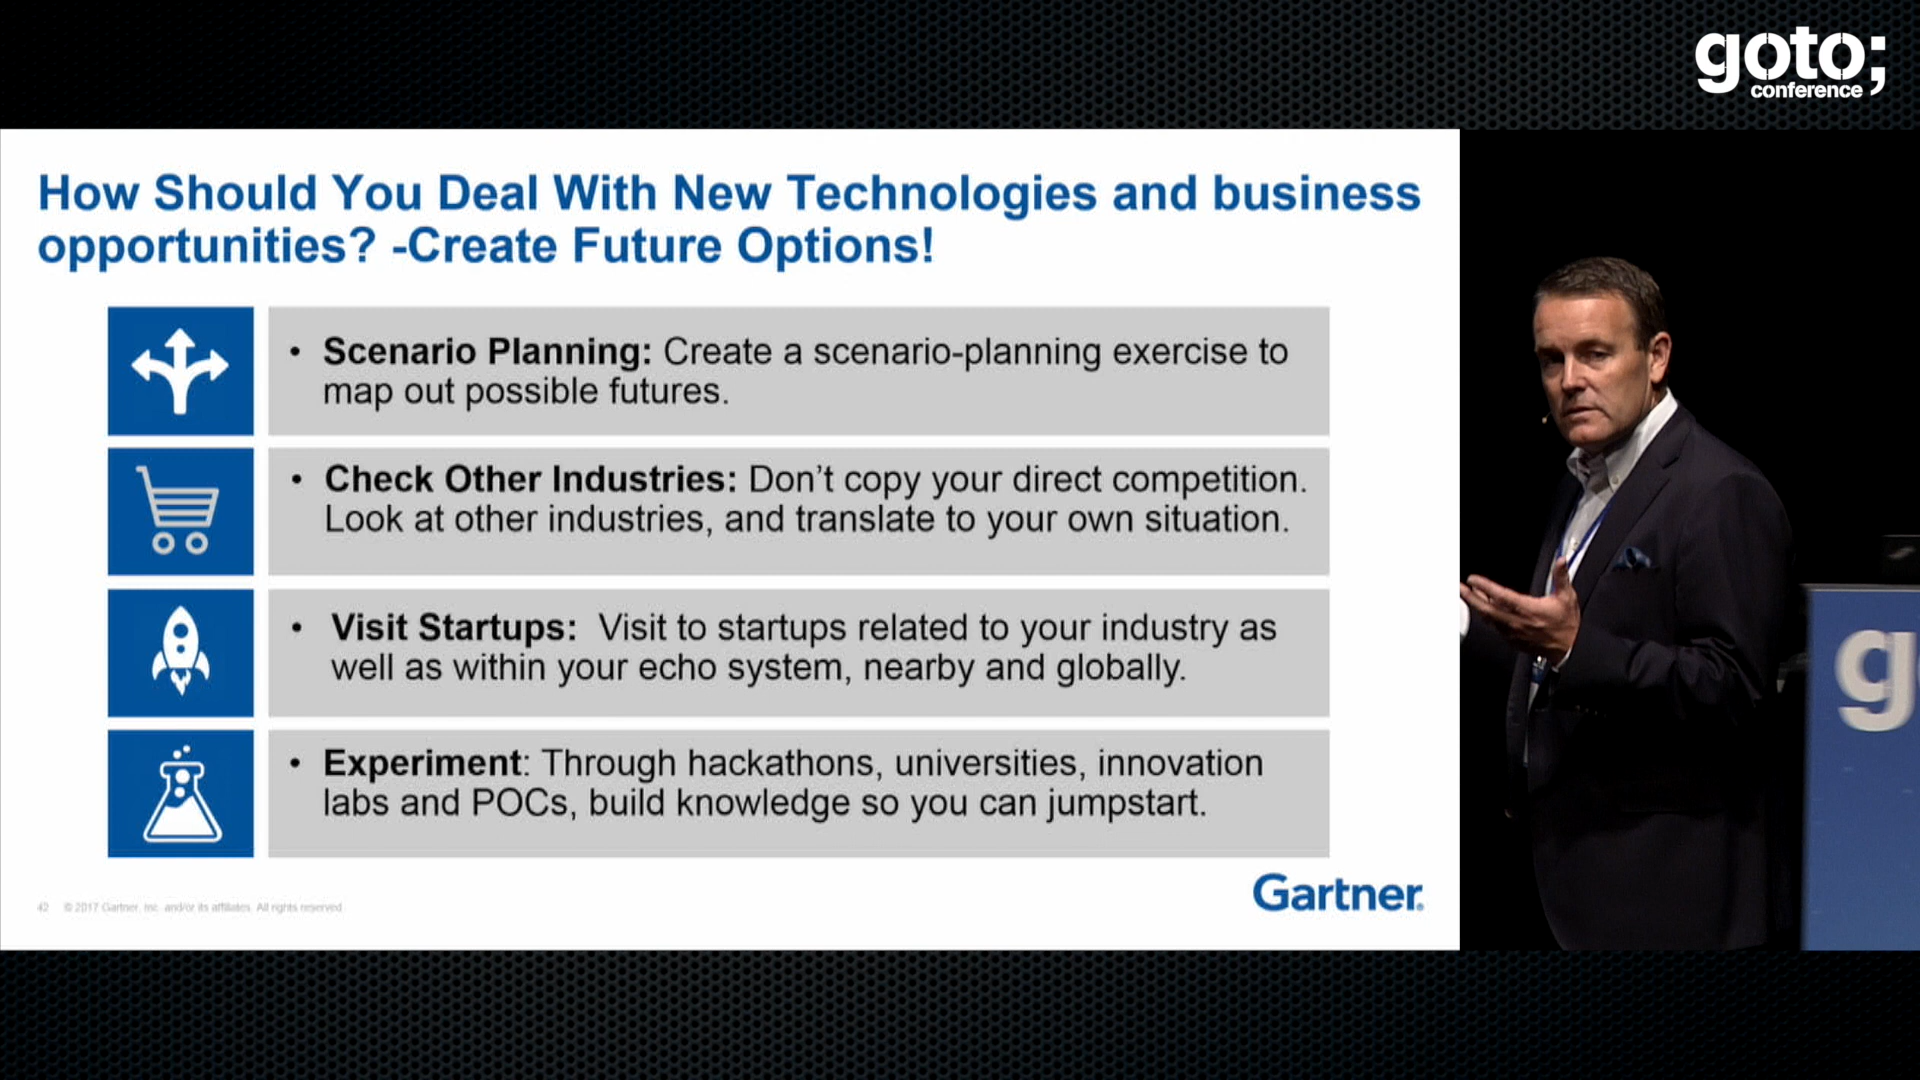 goto;
conference
How Should You Deal With New Technologies and business
opportunities? -Create Future Options!
• Scenario Planning: Create a scenario-planning exercise to
map out possible futures.
• Check Other Industries: Don’t copy your direct competition.
Look at other industries, and translate to your own situation.
• Visit Startups: Visit to startups related to your industry as
well as within your echo system, nearby and globally.
• Experiment: Through hackathons, universities, innovation
labs and POCs, build knowledge so you can jumpstart.
42 © 2017 Gartner, Inc. and/or its affiliates. All rights reserved.
Gartner.
g